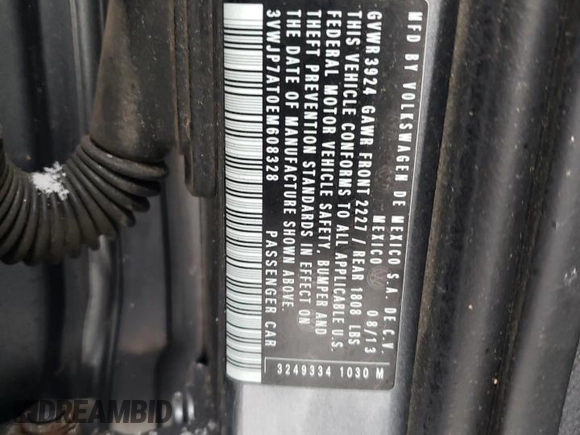 MFD BY VOLKSWAGEN DE MEXICO S.A. DE C.V.
MEXICO 08/13
GVWR 3924 GAWR FRONT 2227 / REAR 1808 LBS
THIS VEHICLE CONFORMS TO ALL APPLICABLE U.S.
FEDERAL MOTOR VEHICLE SAFETY, BUMPER AND
THEFT PREVENTION STANDARDS IN EFFECT ON
THE DATE OF MANUFACTURE SHOWN ABOVE.
3VWJP7AT0EM608328 PASSENGER CAR
3249334 1030 M
IDREAMBID